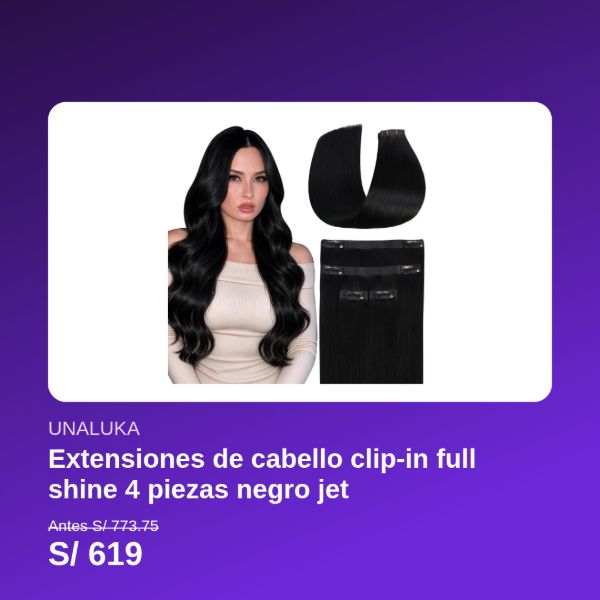 UNALUKA
Extensiones de cabello clip-in full
shine 4 piezas negro jet
Antes S/ 773.75
S/ 619